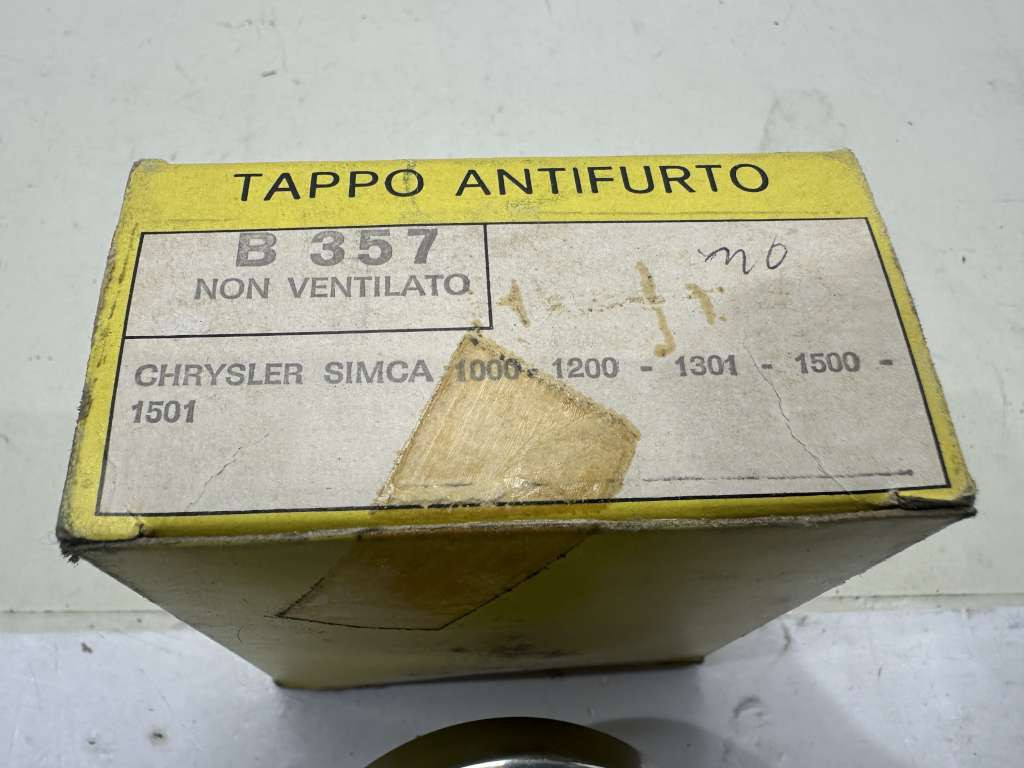 TAPPO ANTIFURTO
B 357
NON VENTILATO
CHRYSLER SIMCA 1000 - 1200 - 1301 - 1500 -
1501